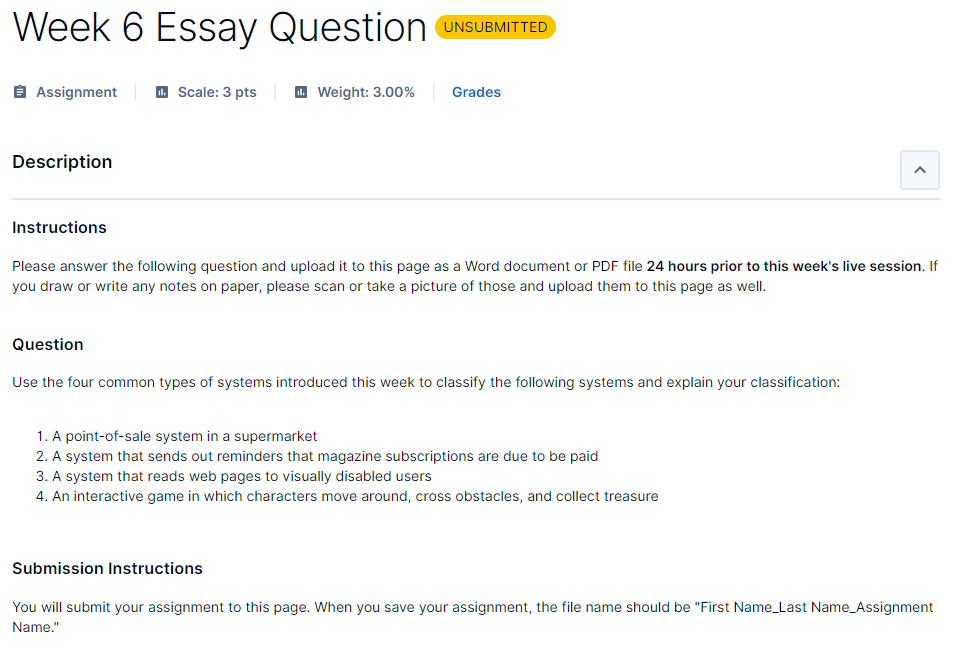 Week 6 Essay Question UNSUBMITTED
Assignment Scale: 3 pts Weight: 3.00% Grades
Description
Instructions
Please answer the following question and upload it to this page as a Word document or PDF file 24 hours prior to this week's live session. If
you draw or write any notes on paper, please scan or take a picture of those and upload them to this page as well.
Question
Use the four common types of systems introduced this week to classify the following systems and explain your classification:
1. A point-of-sale system in a supermarket
2. A system that sends out reminders that magazine subscriptions are due to be paid
3. A system that reads web pages to visually disabled users
4. An interactive game in which characters move around, cross obstacles, and collect treasure
Submission Instructions
You will submit your assignment to this page. When you save your assignment, the file name should be "First Name_Last Name_Assignment
Name."